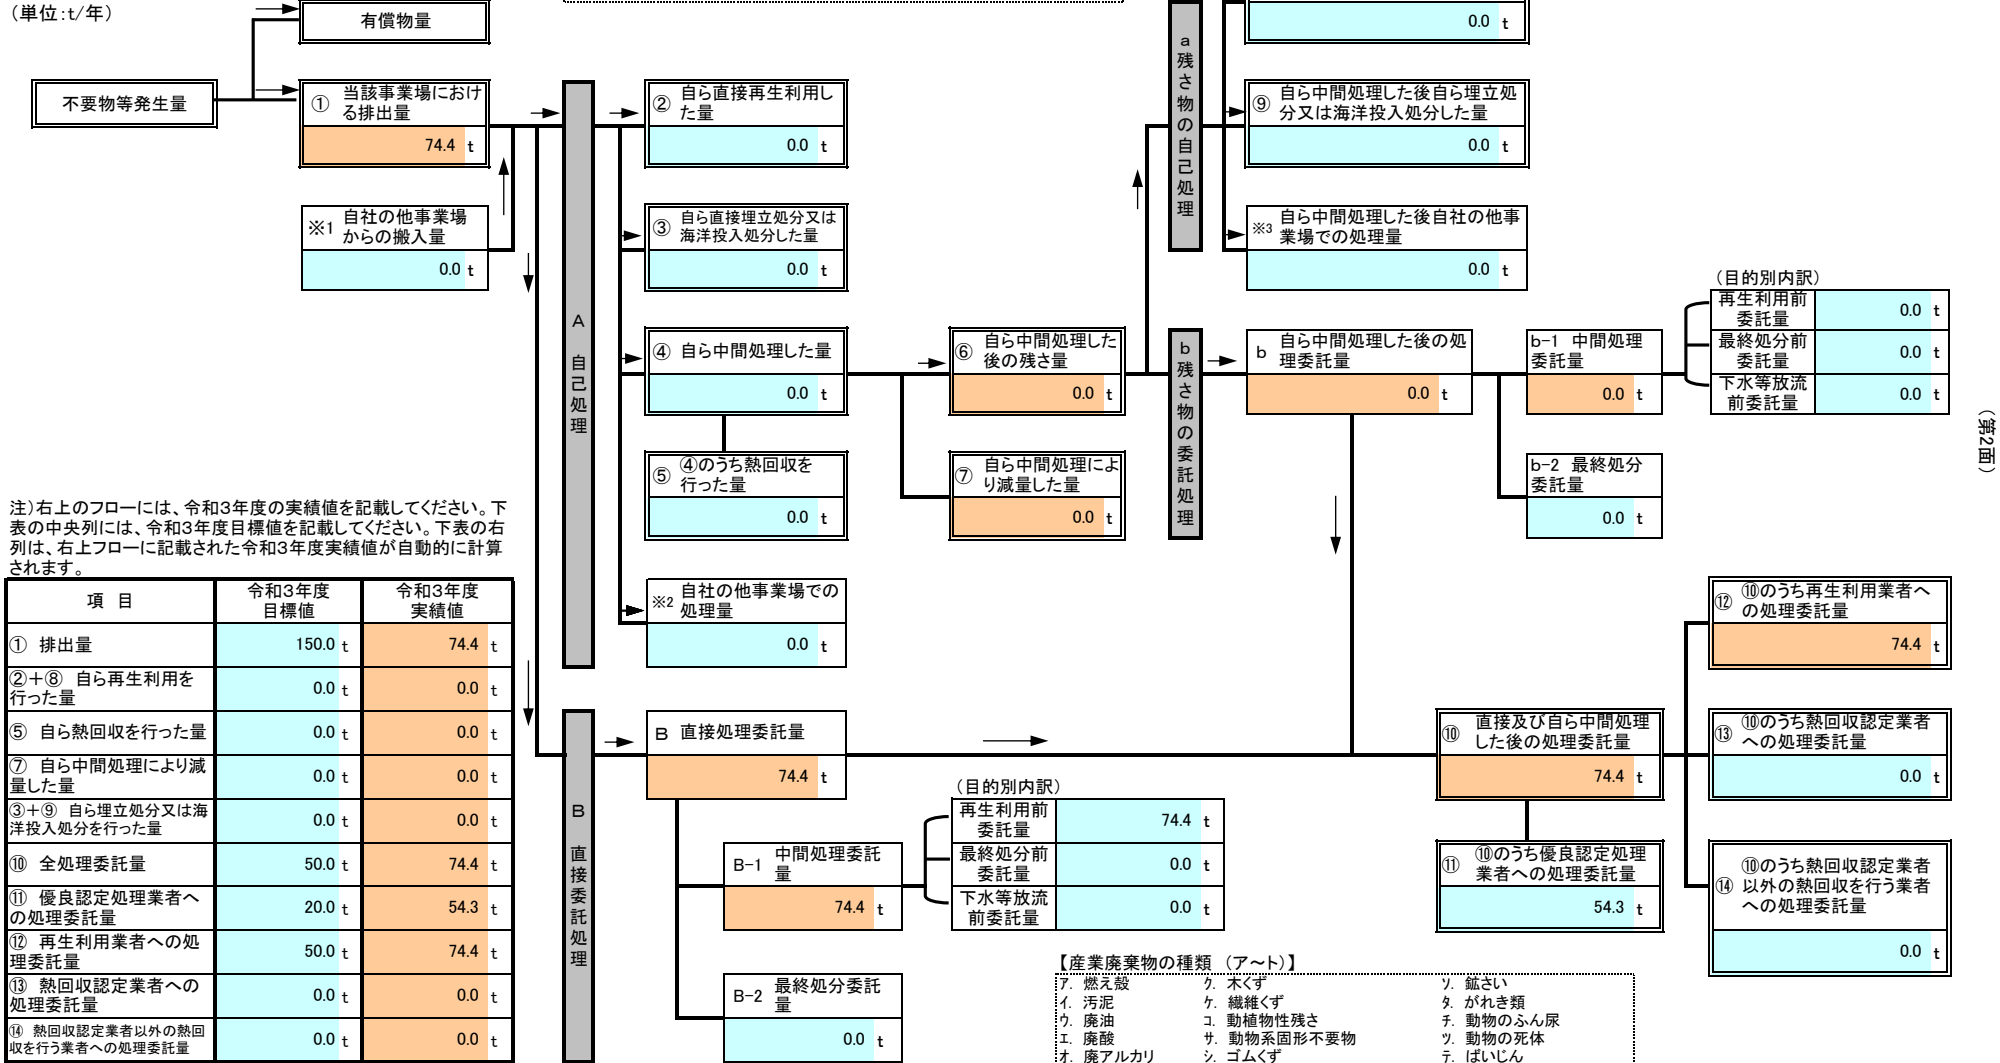 （単位：t/年）
有償物量
不要物等発生量
① 当該事業場におけ
る排出量
74.4 t
※1 自社の他事業場
からの搬入量
0.0 t
A 自己処理
② 自ら直接再生利用し
た量
0.0 t
③ 自ら直接埋立処分又は
海洋投入処分した量
0.0 t
④ 自ら中間処理した量
0.0 t
⑤ ④のうち熱回収を
行った量
0.0 t
※2 自社の他事業場での
処理量
0.0 t
⑥ 自ら中間処理した
後の残さ量
0.0 t
⑦ 自ら中間処理によ
り減量した量
0.0 t
a 残さ物の自己処理
0.0 t
⑨ 自ら中間処理した後自ら埋立処
分又は海洋投入処分した量
0.0 t
※3 自ら中間処理した後自社の他事
業場での処理量
0.0 t
b 残さ物の委託処理
b 自ら中間処理した後の処
理委託量
0.0 t
b-1 中間処理
委託量
0.0 t
b-2 最終処分
委託量
0.0 t
（目的別内訳）
再生利用前
委託量
0.0 t
最終処分前
委託量
0.0 t
下水等放流
前委託量
0.0 t
（第2面）
注）右上のフローには、令和3年度の実績値を記載してください。下
表の中央列には、令和3年度目標値を記載してください。下表の右
列は、右上フローに記載された令和3年度実績値が自動的に計算
されます。
項 目 令和3年度 令和3年度
目標値 実績値
① 排出量 150.0 t 74.4 t
②＋⑧ 自ら再生利用を
行った量 0.0 t 0.0 t
⑤ 自ら熱回収を行った量 0.0 t 0.0 t
⑦ 自ら中間処理により減
量した量 0.0 t 0.0 t
③＋⑨ 自ら埋立処分又は海
洋投入処分を行った量 0.0 t 0.0 t
⑩ 全処理委託量 50.0 t 74.4 t
⑪ 優良認定処理業者へ
の処理委託量 20.0 t 54.3 t
⑫ 再生利用業者への処
理委託量 50.0 t 74.4 t
⑬ 熱回収認定業者への
処理委託量 0.0 t 0.0 t
⑭ 熱回収認定業者以外の熱回
収を行う業者への処理委託量 0.0 t 0.0 t
B 直接委託処理
B 直接処理委託量
74.4 t
B-1 中間処理委託
量
74.4 t
B-2 最終処分委託
量
0.0 t
（目的別内訳）
再生利用前
委託量
74.4 t
最終処分前
委託量
0.0 t
下水等放流
前委託量
0.0 t
⑩ 直接及び自ら中間処理
した後の処理委託量
74.4 t
⑪ ⑩のうち優良認定処理
業者への処理委託量
54.3 t
⑫ ⑩のうち再生利用業者へ
の処理委託量
74.4 t
⑬ ⑩のうち熱回収認定業者
への処理委託量
0.0 t
⑭ ⑩のうち熱回収認定業者
以外の熱回収を行う業者
への処理委託量
0.0 t
【産業廃棄物の種類 （ア～ト）】
ア. 燃え殻 ク. 木くず ソ. 鉱さい
イ. 汚泥 ケ. 繊維くず タ. がれき類
ウ. 廃油 コ. 動植物性残さ チ. 動物のふん尿
エ. 廃酸 サ. 動物系固形不要物 ツ. 動物の死体
オ. 廃アルカリ シ. ゴムくず テ. ばいじん